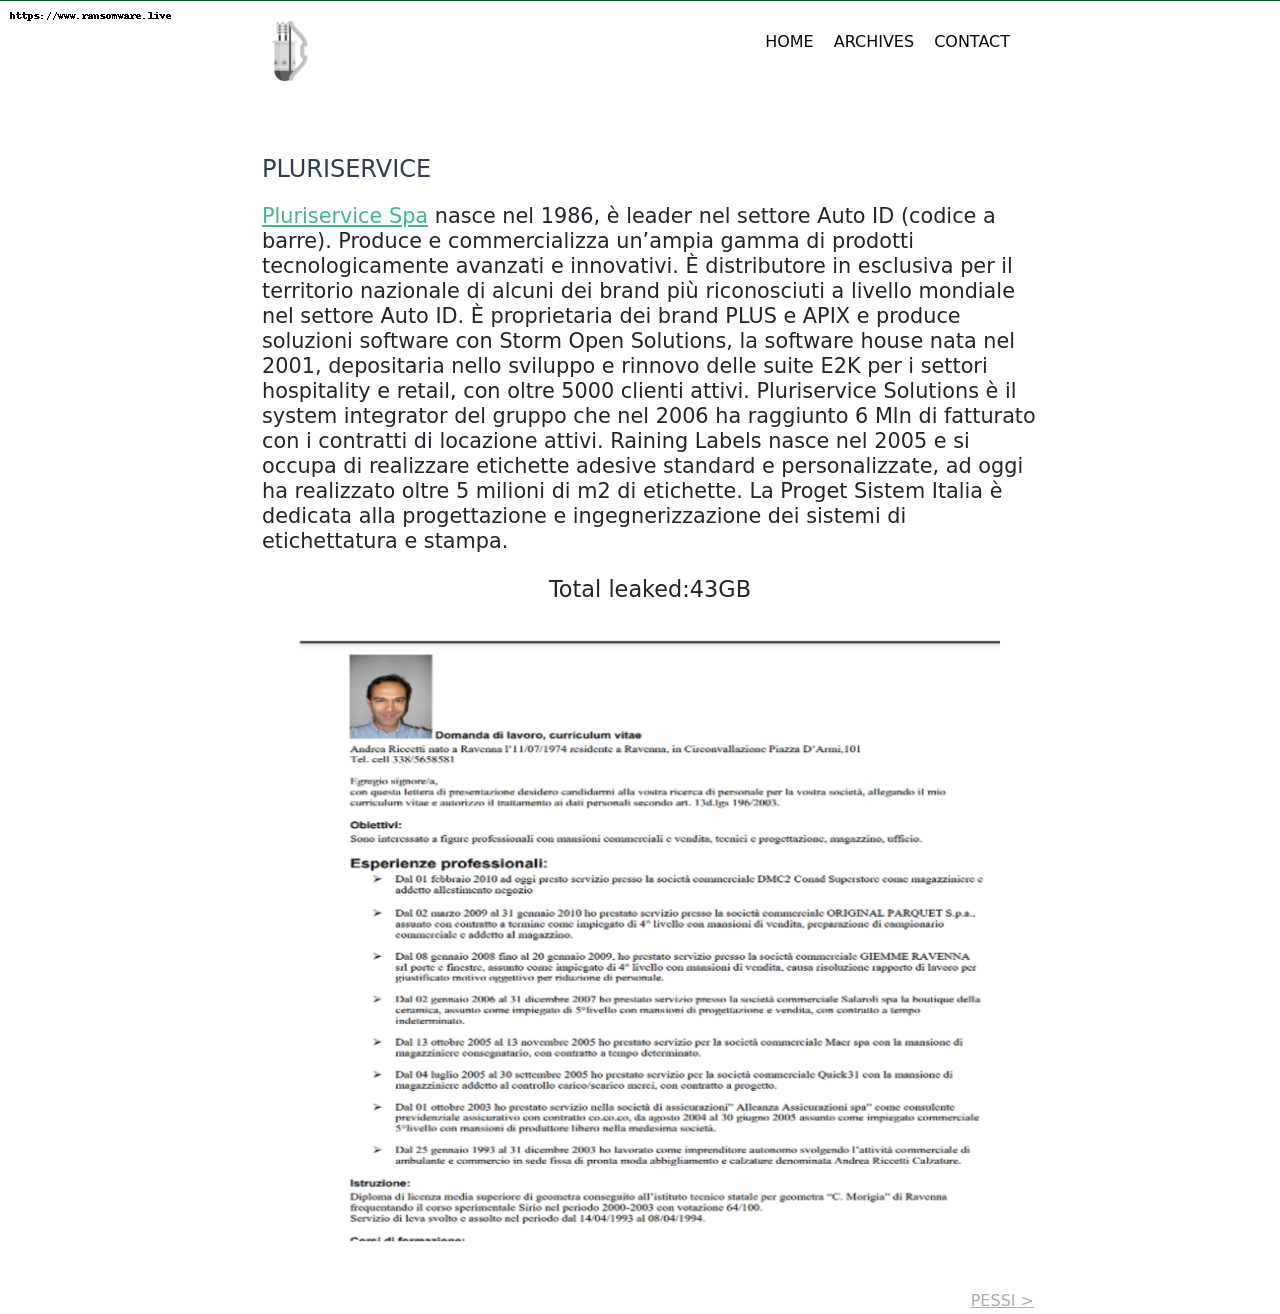 https://www.ransomware.live
HOME ARCHIVES CONTACT
PLURISERVICE
Pluriservice Spa nasce nel 1986, è leader nel settore Auto ID (codice a
barre). Produce e commercializza un’ampia gamma di prodotti
tecnologicamente avanzati e innovativi. È distributore in esclusiva per il
territorio nazionale di alcuni dei brand più riconosciuti a livello mondiale
nel settore Auto ID. È proprietaria dei brand PLUS e APIX e produce
soluzioni software con Storm Open Solutions, la software house nata nel
2001, depositaria nello sviluppo e rinnovo delle suite E2K per i settori
hospitality e retail, con oltre 5000 clienti attivi. Pluriservice Solutions è il
system integrator del gruppo che nel 2006 ha raggiunto 6 Mln di fatturato
con i contratti di locazione attivi. Raining Labels nasce nel 2005 e si
occupa di realizzare etichette adesive standard e personalizzate, ad oggi
ha realizzato oltre 5 milioni di m2 di etichette. La Proget Sistem Italia è
dedicata alla progettazione e ingegnerizzazione dei sistemi di
etichettatura e stampa.
Total leaked:43GB
Domanda di lavoro, curriculum vitae
Andrea Riccetti nato a Ravenna l’11/07/1974 residente a Ravenna, in Circonvallazione Piazza D’Armi,101
Tel. cell 338/5658581
Egregio signore/a,
con questa lettera di presentazione desidero candidarmi alla vostra ricerca di personale per la vostra società, allegando il mio
curriculum vitae e autorizzo il trattamento ai dati personali secondo art. 13d.lgs 196/2003.
Obiettivi:
Sono interessato a figure professionali con mansioni commerciali e vendita, tecnici e progettazione, magazzino, ufficio.
Esperienze professionali:
➢ Dal 01 febbraio 2010 ad oggi presto servizio presso la società commerciale DMC2 Conad Superstore come magazziniere e
addetto allestimento negozio
➢ Dal 02 marzo 2009 al 31 gennaio 2010 ho prestato servizio presso la società commerciale ORIGINAL PARQUET S.p.a.,
assunto con contratto a termine come impiegato di 4° livello con mansioni di vendita, preparazione di campionario
commerciale e addetto al magazzino.
➢ Dal 08 gennaio 2008 fino al 20 gennaio 2009, ho prestato servizio presso la società commerciale GIEMME RAVENNA
srl porte e finestre, assunto come impiegato di 4° livello con mansioni di vendita, causa risoluzione rapporto di lavoro per
giustificato motivo oggettivo per riduzione di personale.
➢ Dal 02 gennaio 2006 al 31 dicembre 2007 ho prestato servizio presso la società commerciale Salaroli spa la boutique della
ceramica, assunto come impiegato di 5°livello con mansioni di progettazione e vendita, con contratto a tempo
indeterminato.
➢ Dal 13 ottobre 2005 al 13 novembre 2005 ho prestato servizio per la società commerciale Maer spa con la mansione di
magazziniere consegnatario, con contratto a tempo determinato.
➢ Dal 04 luglio 2005 al 30 settembre 2005 ho prestato servizio per la società commerciale Quick31 con la mansione di
magazziniere addetto al controllo carico/scarico merci, con contratto a progetto.
➢ Dal 01 ottobre 2003 ho prestato servizio nella società di assicurazioni” Alleanza Assicurazioni spa” come consulente
previdenziale assicurativo con contratto co.co.co, da agosto 2004 al 30 giugno 2005 assunto come impiegato commerciale
5°livello con mansioni di produttore libero nella medesima società.
➢ Dal 25 gennaio 1993 al 31 dicembre 2003 ho lavorato come imprenditore autonomo svolgendo l’attività commerciale di
ambulante e commercio in sede fissa di pronta moda abbigliamento e calzature denominata Andrea Riccetti Calzature.
Istruzione:
Diploma di licenza media superiore di geometra conseguito all’istituto tecnico statale per geometra “C. Morigia” di Ravenna
frequentando il corso sperimentale Sirio nel periodo 2000-2003 con votazione 64/100.
Servizio di leva svolto e assolto nel periodo dal 14/04/1993 al 08/04/1994.
Corsi di formazione:
PESSI >